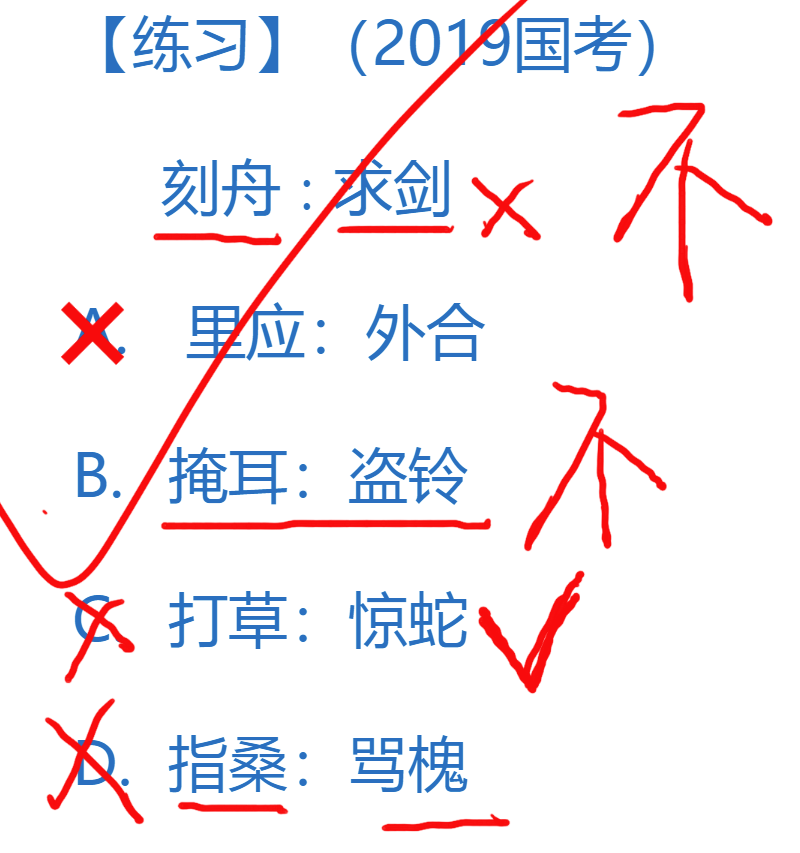 【练习】（2019国考）
刻舟：求剑 不
A. 里应：外合
B. 掩耳：盗铃 不
C. 打草：惊蛇
D. 指桑：骂槐